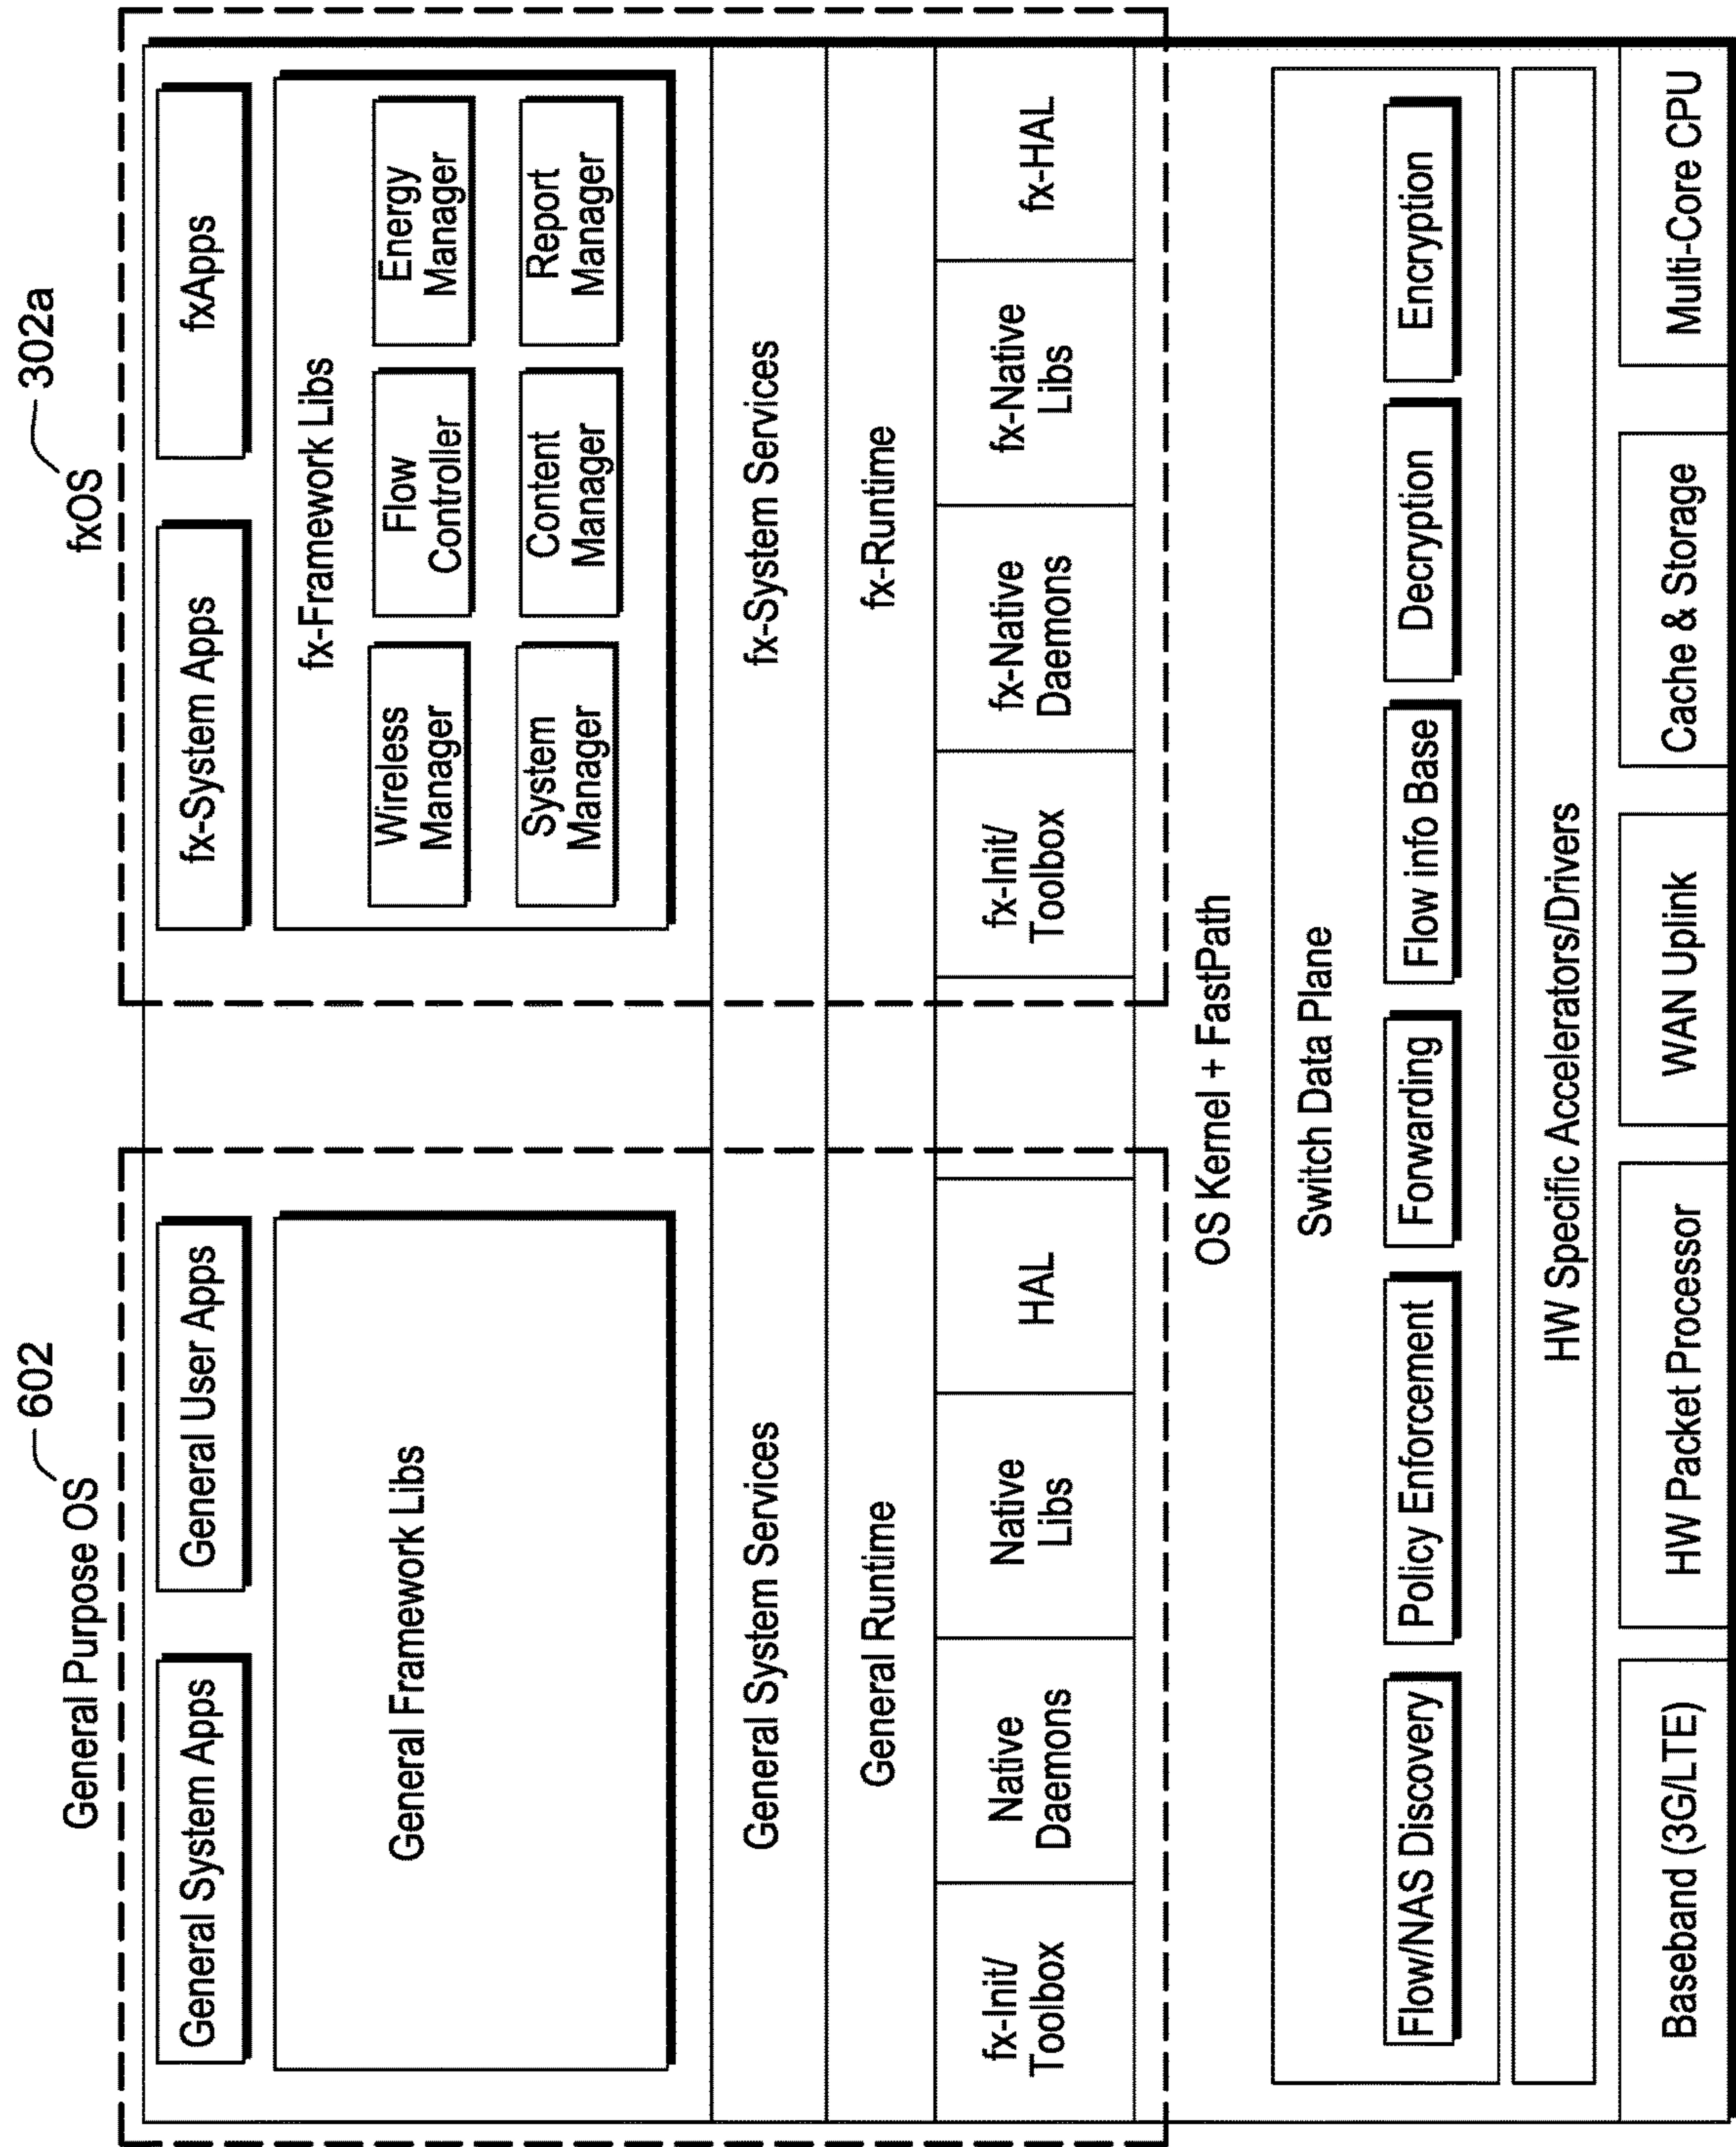 602
General Purpose OS
302a
fxOS
General System Apps
General User Apps
General Framework Libs
fx-System Apps
fxApps
fx-Framework Libs
Wireless
Manager
Flow
Controller
Energy
Manager
System
Manager
Content
Manager
Report
Manager
General System Services
fx-System Services
General Runtime
fx-Runtime
fx-Init/
Toolbox
Native
Daemons
Native
Libs
HAL
fx-Init/
Toolbox
fx-Native
Daemons
fx-Native
Libs
fx-HAL
OS Kernel + FastPath
Switch Data Plane
Flow/NAS Discovery
Policy Enforcement
Forwarding
Flow info Base
Decryption
Encryption
HW Specific Accelerators/Drivers
Baseband (3G/LTE)
HW Packet Processor
WAN Uplink
Cache & Storage
Multi-Core CPU